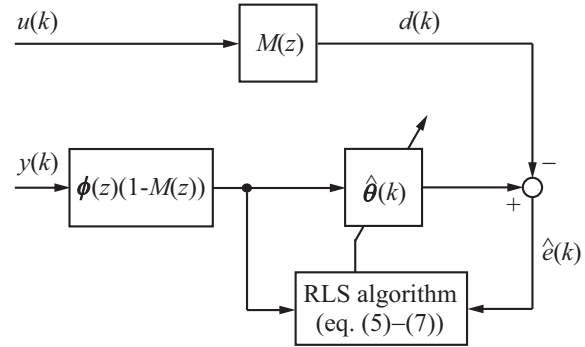 u(k)
M(z)
d(k)
−
y(k)
ϕ(z)(1-M(z))
θ̂(k)
+
ê(k)
RLS algorithm
(eq. (5)–(7))